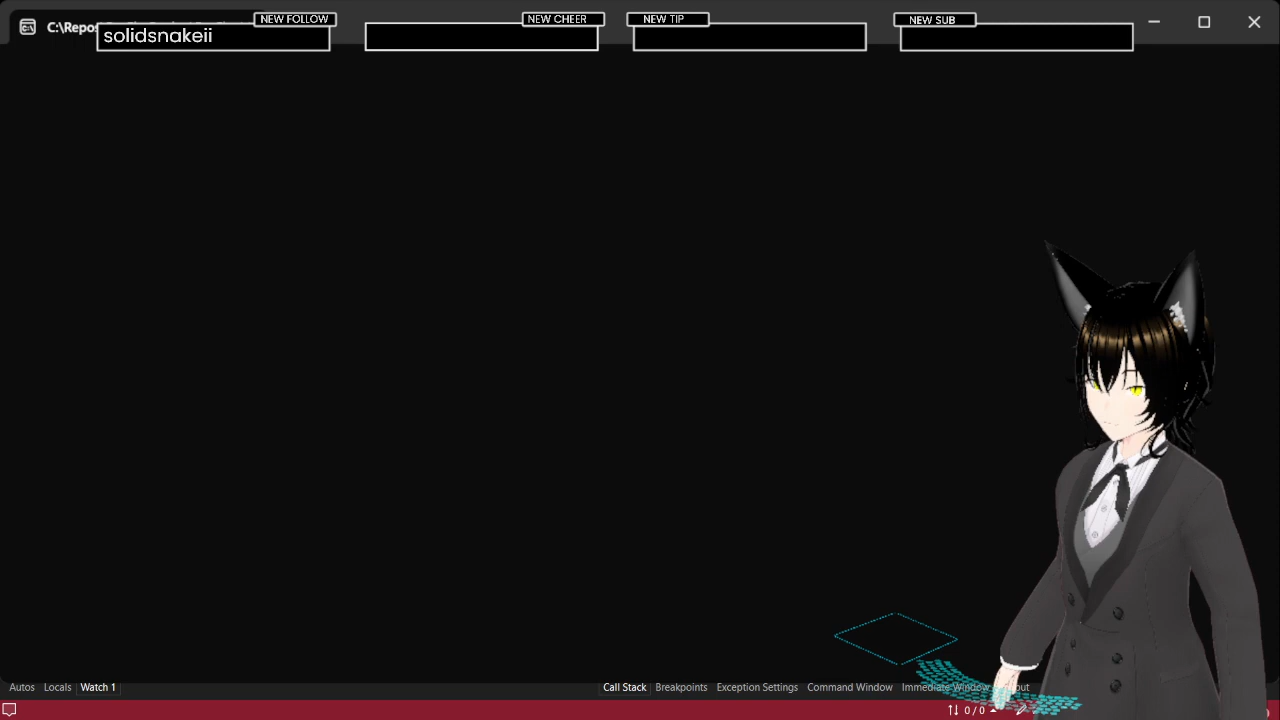 NEW FOLLOW
NEW CHEER
NEW TIP
NEW SUB
C:\Repos
solidsnakeii
Autos Locals Watch 1
Call Stack Breakpoints Exception Settings Command Window Immediate Window
0 / 0